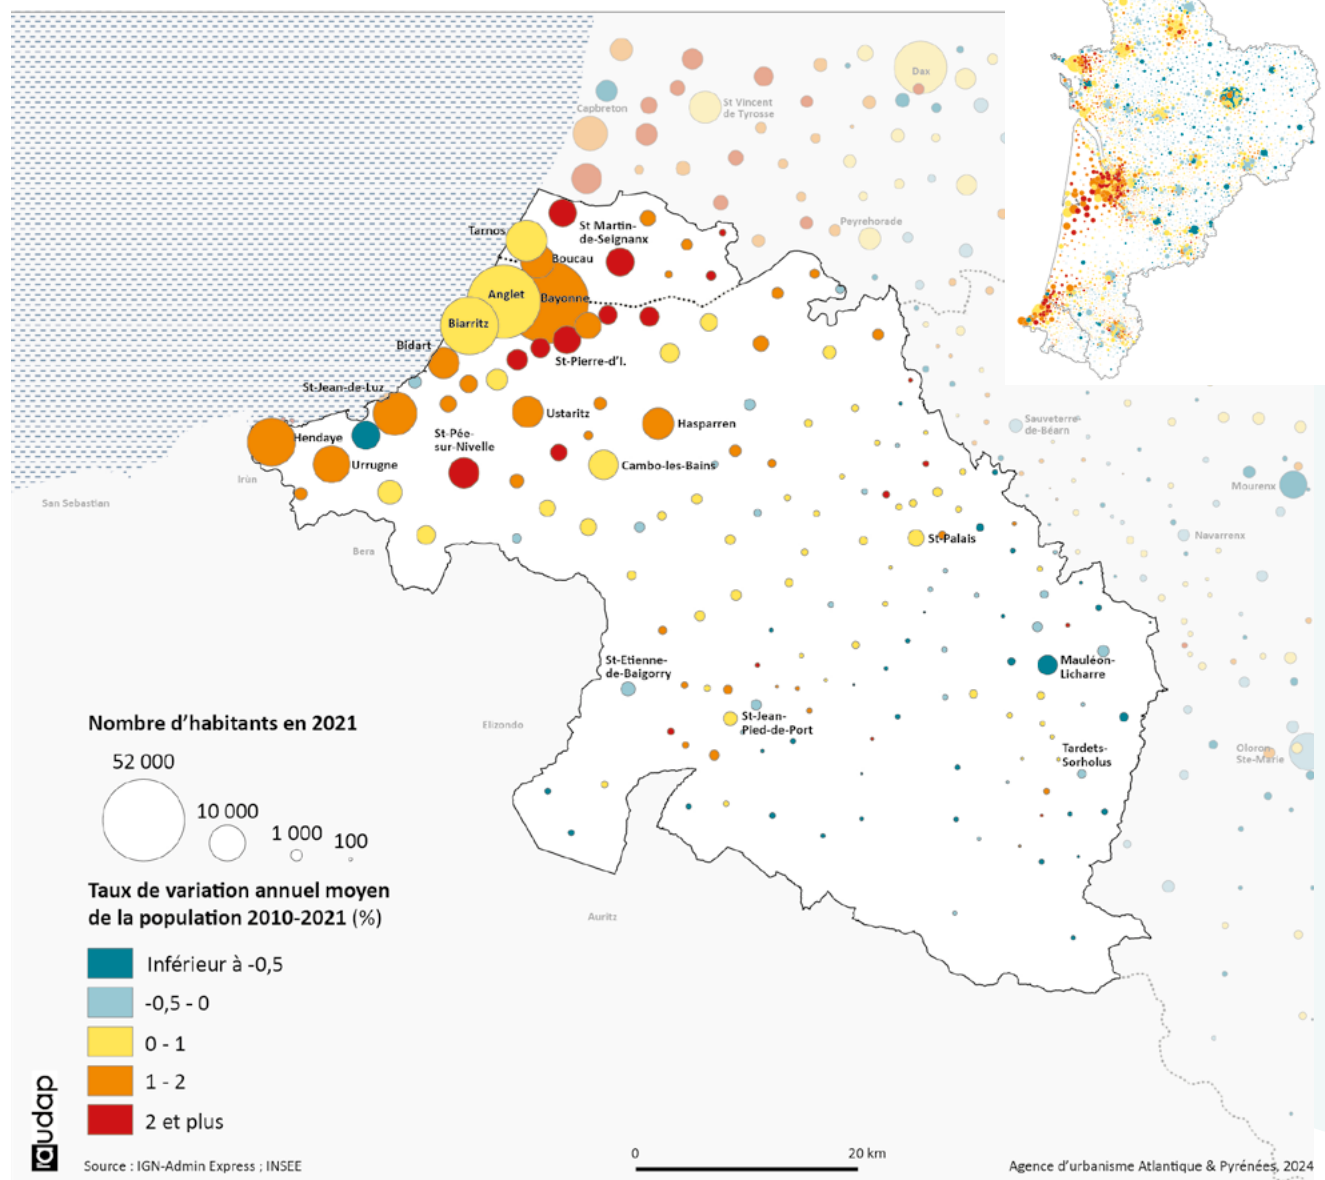 Dax
Capbreton
St Vincent
de Tyrosse
Peyrehorade
Tarnos
St Martin-
de-Seignanx
Boucau
Anglet
Bayonne
Biarritz
Bidart
St-Pierre-d'I.
St-Jean-de-Luz
Ustaritz
Hasparren
Sauveterre-
de-Béarn
Hendaye
St-Pée-
sur-Nivelle
Urrugne
Cambo-les-Bains
Irùn
Mourenx
San Sebastian
Navarrenx
St-Palais
Bera
St-Etienne-
de-Baigorry
Mauléon-
Licharre
St-Jean-
Pied-de-Port
Elizondo
Tardets-
Sorholus
Oloron-
Ste-Marie
Auritz
Nombre d'habitants en 2021
52 000
10 000
1 000
100
Taux de variation annuel moyen
de la population 2010-2021 (%)
Inférieur à -0,5
-0,5 - 0
0 - 1
1 - 2
2 et plus
audap
Source : IGN-Admin Express ; INSEE
0
20 km
Agence d'urbanisme Atlantique & Pyrénées, 2024